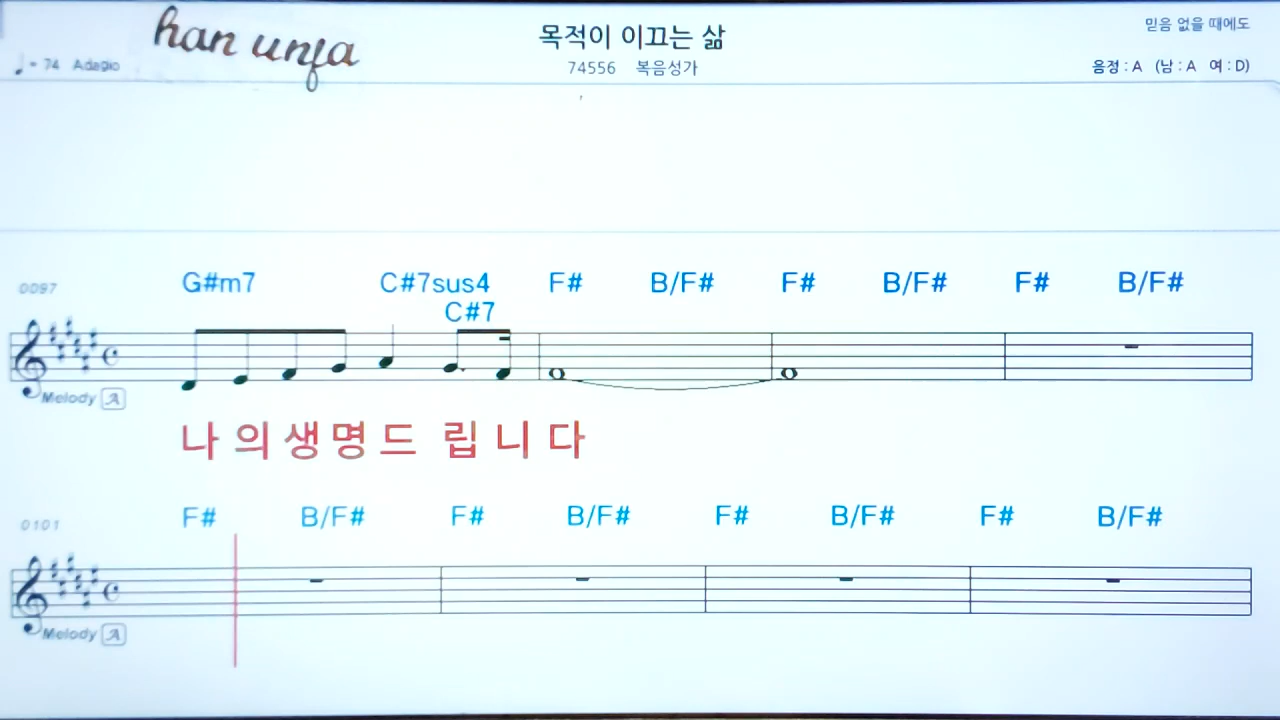 han unfa
목적이 이끄는 삶
믿음 없을 때에도
♩= 74 Adagio
74556 복음성가
음정 : A (남 : A 여 : D)
0097
G#m7 C#7sus4 F# B/F# F# B/F# F# B/F#
C#7
Melody A
나 의 생 명 드 립 니 다
0101
F# B/F# F# B/F# F# B/F# F# B/F#
Melody A